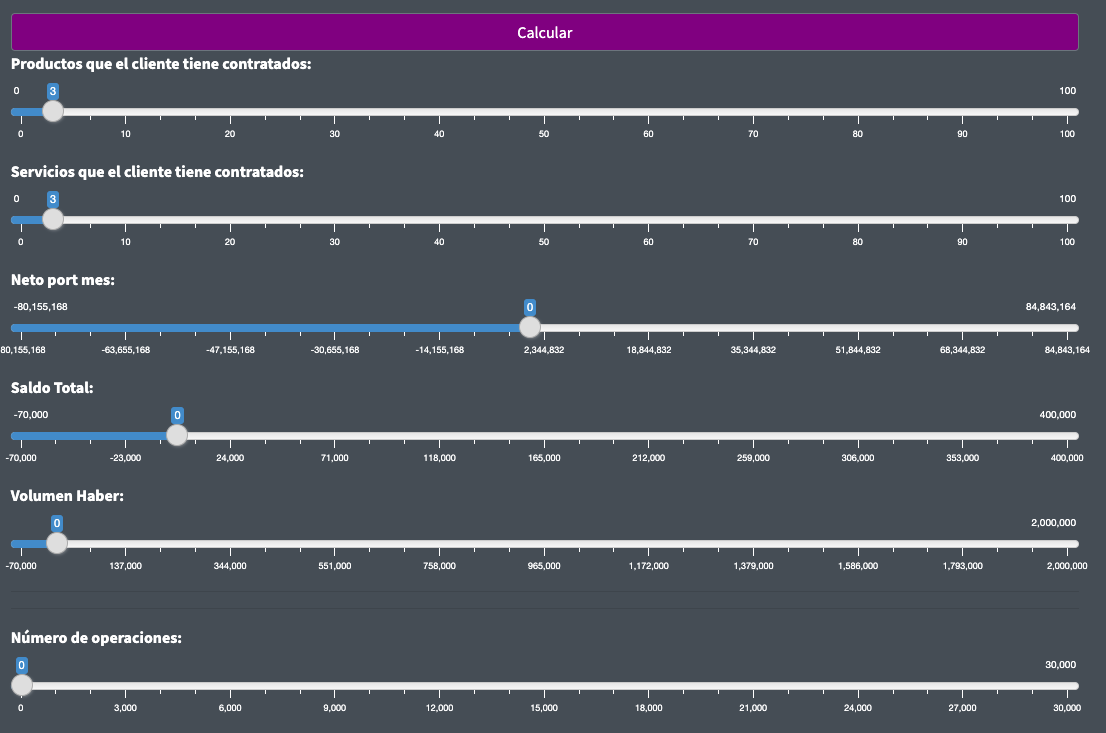 Calcular
Productos que el cliente tiene contratados:
0 3 100
0 10 20 30 40 50 60 70 80 90 100
Servicios que el cliente tiene contratados:
0 3 100
0 10 20 30 40 50 60 70 80 90 100
Neto port mes:
-80,155,168 0 84,843,164
80,155,168 -63,655,168 -47,155,168 -30,655,168 -14,155,168 2,344,832 18,844,832 35,344,832 51,844,832 68,344,832 84,843,164
Saldo Total:
-70,000 0 400,000
-70,000 -23,000 24,000 71,000 118,000 165,000 212,000 259,000 306,000 353,000 400,000
Volumen Haber:
0 2,000,000
-70,000 137,000 344,000 551,000 758,000 965,000 1,172,000 1,379,000 1,586,000 1,793,000 2,000,000
Número de operaciones:
0 30,000
0 3,000 6,000 9,000 12,000 15,000 18,000 21,000 24,000 27,000 30,000